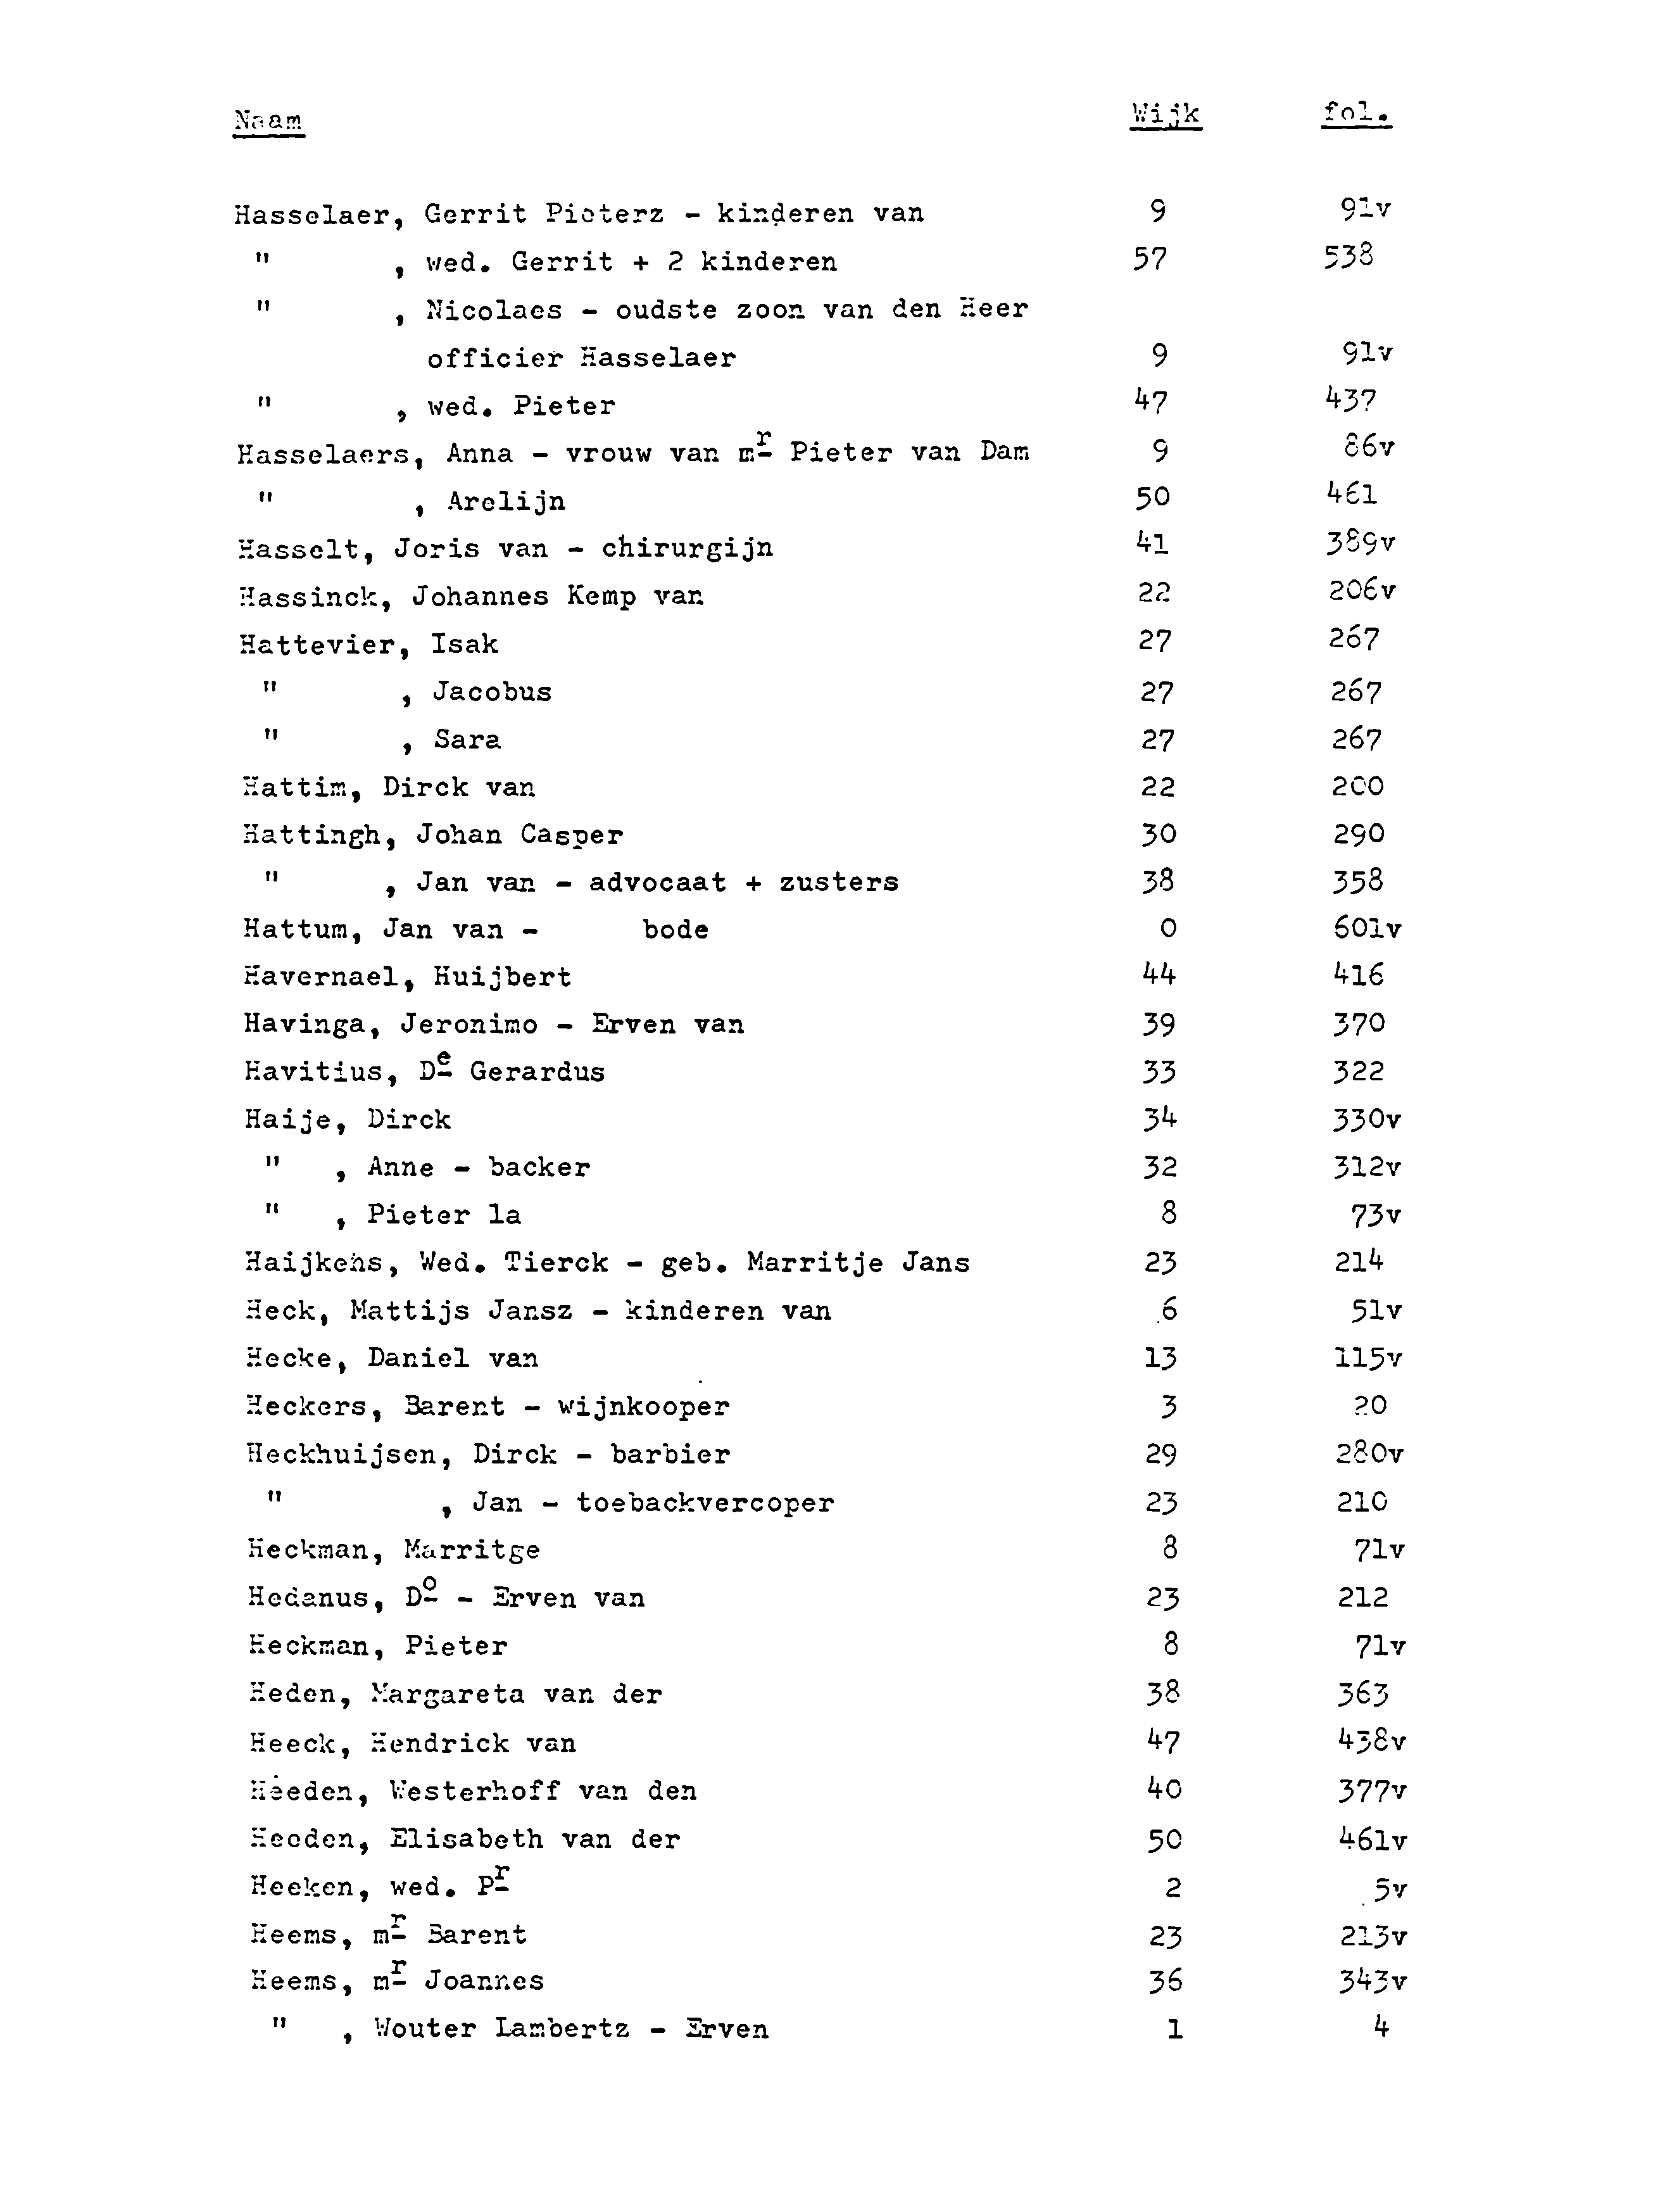 Naam Wijk fol.
Hasselaer, Gerrit Pieterz - kinderen van 9 91v
" , wed. Gerrit + 2 kinderen 57 538
" , Nicolaes - oudste zoon van den Heer
officier Hasselaer 9 91v
" , wed. Pieter 47 437
Hasselaers, Anna - vrouw van mr Pieter van Dam 9 86v
" , Arelijn 50 461
Hasselt, Joris van - chirurgijn 41 389v
Hassinck, Johannes Kemp van 22 206v
Hattevier, Isak 27 267
" , Jacobus 27 267
" , Sara 27 267
Hattim, Dirck van 22 200
Hattingh, Johan Casper 30 290
" , Jan van - advocaat + zusters 38 358
Hattum, Jan van - bode 0 601v
Havernael, Huijbert 44 416
Havinga, Jeronimo - Erven van 39 370
Havitius, De Gerardus 33 322
Haije, Dirck 34 330v
" , Anne - backer 32 312v
" , Pieter la 8 73v
Haijkens, Wed. Tierck - geb. Marritje Jans 23 214
Heck, Mattijs Jansz - kinderen van 6 51v
Hecke, Daniel van 13 115v
Heckers, Barent - wijnkooper 3 20
Heckhuijsen, Dirck - barbier 29 280v
" , Jan - toebackvercoper 23 210
Heckman, Marritge 8 71v
Hedanus, Do - Erven van 23 212
Heckman, Pieter 8 71v
Heden, Margareta van der 38 363
Heeck, Hendrick van 47 438v
Heeden, Westerhoff van den 40 377v
Heeden, Elisabeth van der 50 461v
Heeken, wed. Pr 2 5v
Heems, mr Barent 23 213v
Heems, mr Joannes 36 343v
" , Wouter Lambertz - Erven 1 4